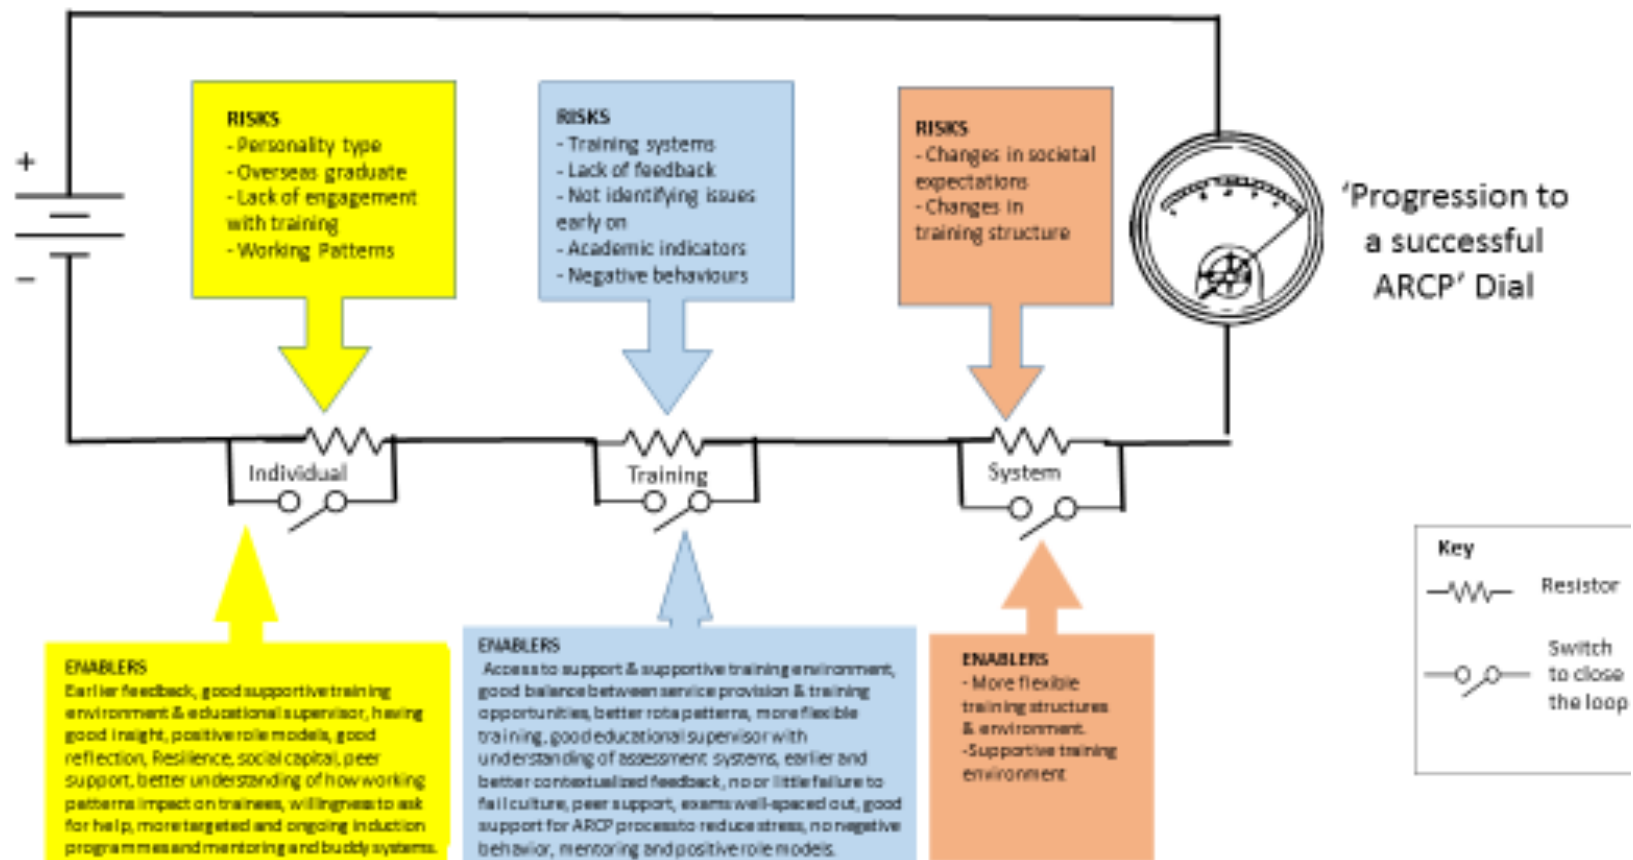 +
RISKS
- Personality type
- Overseas graduate
- Lack of engagement
with training
- Working Patterns
RISKS
- Training systems
- Lack of feedback
- Not identifying issues
early on
- Academic indicators
- Negative behaviours
RISKS
- Changes in societal
expectations
- Changes in
training structure
'Progression to
a successful
ARCP' Dial
−
Individual
Training
System
ENABLERS
Earlier feedback, good supportive training
environment & educational supervisor, having
good insight, positive role models, good
reflection, Resilience, social capital, peer
support, better understanding of how working
patterns impact on trainees, willingness to ask
for help, more targeted and ongoing induction
programmes and mentoring and buddy systems.
ENABLERS
Access to support & supportive training environment,
good balance between service provision & training
opportunities, better rota patterns, more flexible
training, good educational supervisor with
understanding of assessment systems, earlier and
better contextualized feedback, no or little failure to
fail culture, peer support, exams well-spaced out, good
support for ARCP process to reduce stress, no negative
behavior, mentoring and positive role models.
ENABLERS
- More flexible
training structures
& environment.
-Supportive training
environment
Key
Resistor
Switch
to close
the loop